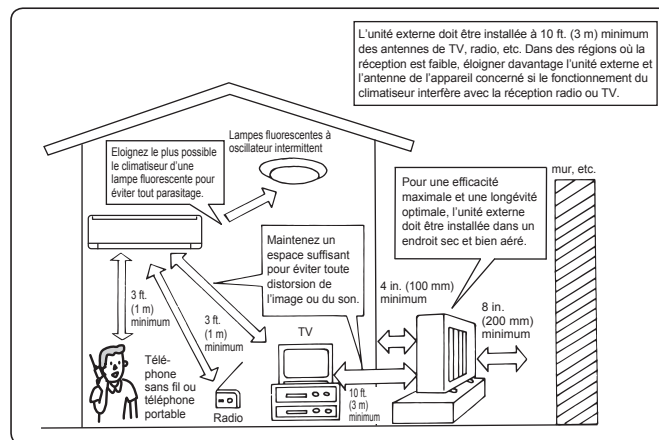 L'unité externe doit être installée à 10 ft. (3 m) minimum
des antennes de TV, radio, etc. Dans des régions où la
réception est faible, éloigner davantage l'unité externe et
l'antenne de l'appareil concerné si le fonctionnement du
climatiseur interfère avec la réception radio ou TV.
Lampes fluorescentes à
oscillateur intermittent
Eloignez le plus possible
le climatiseur d'une
lampe fluorescente pour
éviter tout parasitage.
mur, etc.
Pour une efficacité
maximale et une longévité
optimale, l'unité externe
doit être installée dans un
endroit sec et bien aéré.
Maintenez un
espace suffisant
pour éviter toute
distorsion de
l'image ou du son.
4 in. (100 mm)
minimum
8 in.
(200 mm)
minimum
3 ft.
(1 m)
minimum
3 ft.
(1 m)
minimum
TV
Télé-
phone
sans fil ou
téléphone
portable
Radio
10 ft.
(3 m)
minimum